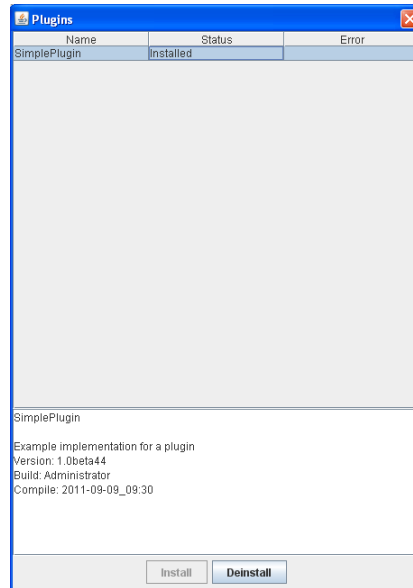 Plugins
Name Status Error
SimplePlugin Installed
SimplePlugin
Example implementation for a plugin
Version: 1.0beta44
Build: Administrator
Compile: 2011-09-09_09:30
Install Deinstall